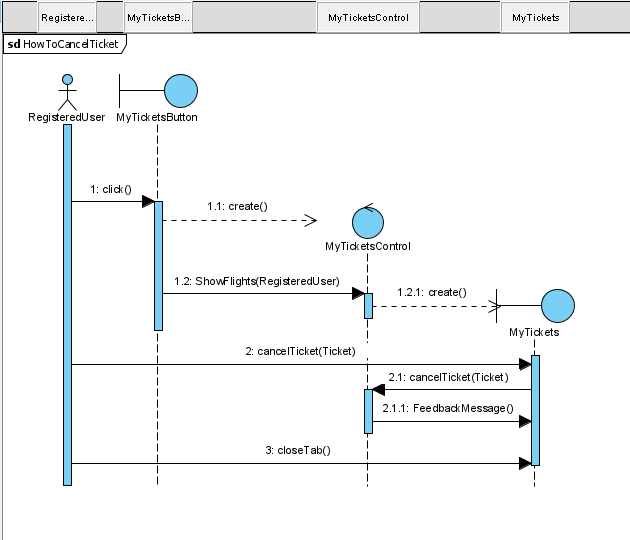 Registere...
MyTicketsB...
MyTicketsControl
MyTickets
sd HowToCancelTicket
RegisteredUser
MyTicketsButton
1: click()
1.1: create()
MyTicketsControl
1.2: ShowFlights(RegisteredUser)
1.2.1: create()
MyTickets
2: cancelTicket(Ticket)
2.1: cancelTicket(Ticket)
2.1.1: FeedbackMessage()
3: closeTab()